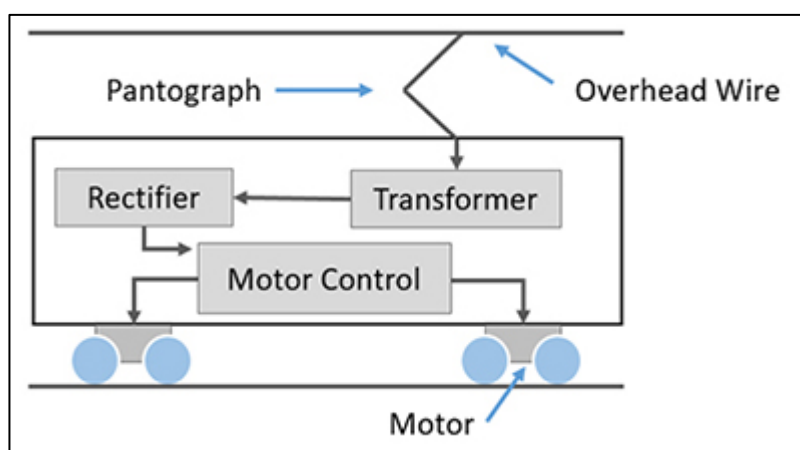 Pantograph
Overhead Wire
Rectifier
Transformer
Motor Control
Motor